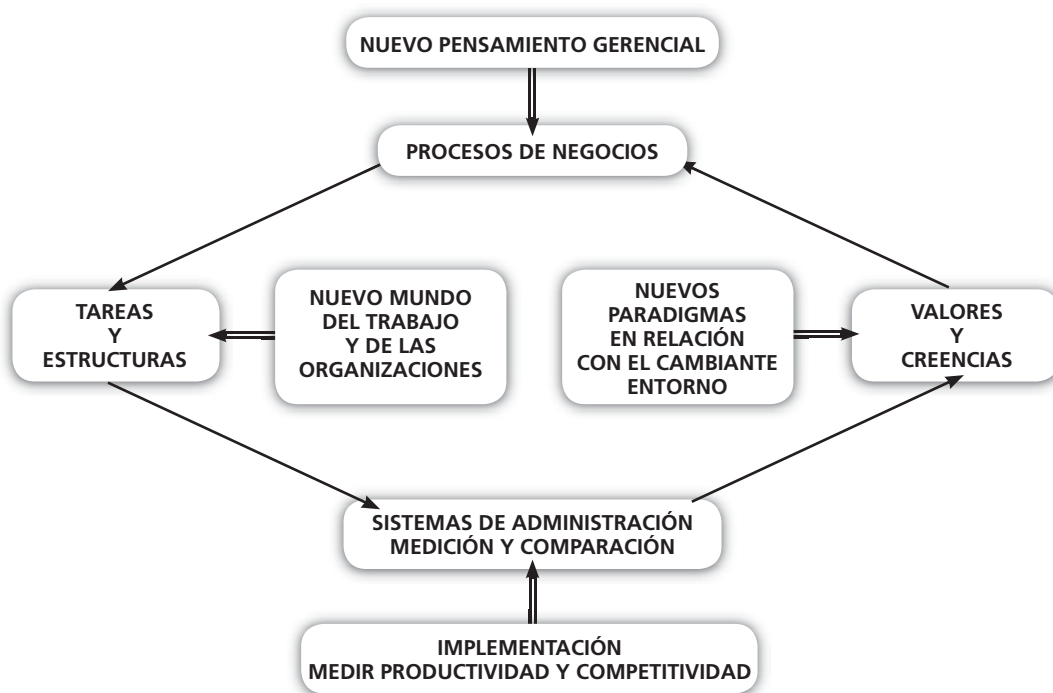 NUEVO PENSAMIENTO GERENCIAL
PROCESOS DE NEGOCIOS
TAREAS
Y
ESTRUCTURAS
NUEVO MUNDO
DEL TRABAJO
Y DE LAS
ORGANIZACIONES
NUEVOS
PARADIGMAS
EN RELACIÓN
CON EL CAMBIANTE
ENTORNO
VALORES
Y
CREENCIAS
SISTEMAS DE ADMINISTRACIÓN
MEDICIÓN Y COMPARACIÓN
IMPLEMENTACIÓN
MEDIR PRODUCTIVIDAD Y COMPETITIVIDAD